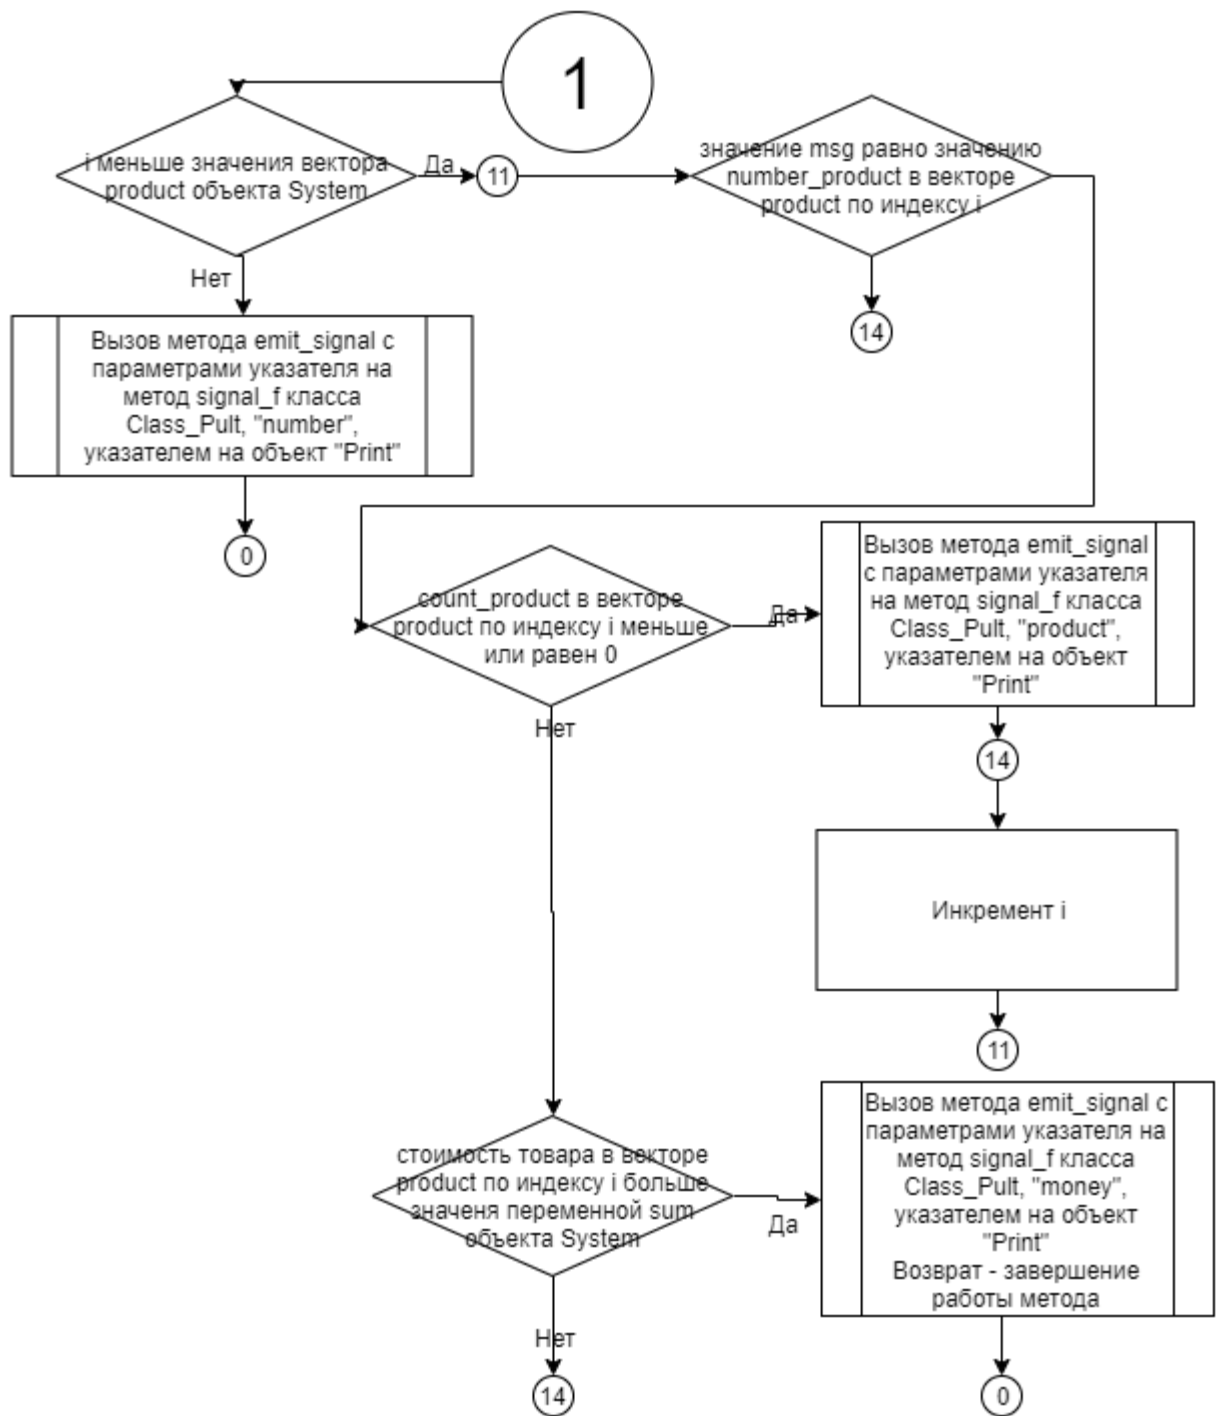 1
i меньше значения вектора
product объекта System
Да
11
значение msg равно значению
number_product в векторе
product по индексу i
Нет
14
Вызов метода emit_signal с
параметрами указателя на
метод signal_f класса
Class_Pult, "number",
указателем на объект "Print"
0
count_product в векторе
product по индексу i меньше
или равен 0
Да
Вызов метода emit_signal
с параметрами указателя
на метод signal_f класса
Class_Pult, "product",
указателем на объект
"Print"
Нет
14
Инкремент i
11
стоимость товара в векторе
product по индексу i больше
значеня переменной sum
объекта System
Да
Вызов метода emit_signal с
параметрами указателя на
метод signal_f класса
Class_Pult, "money",
указателем на объект
"Print"
Возврат - завершение
работы метода
Нет
14
0